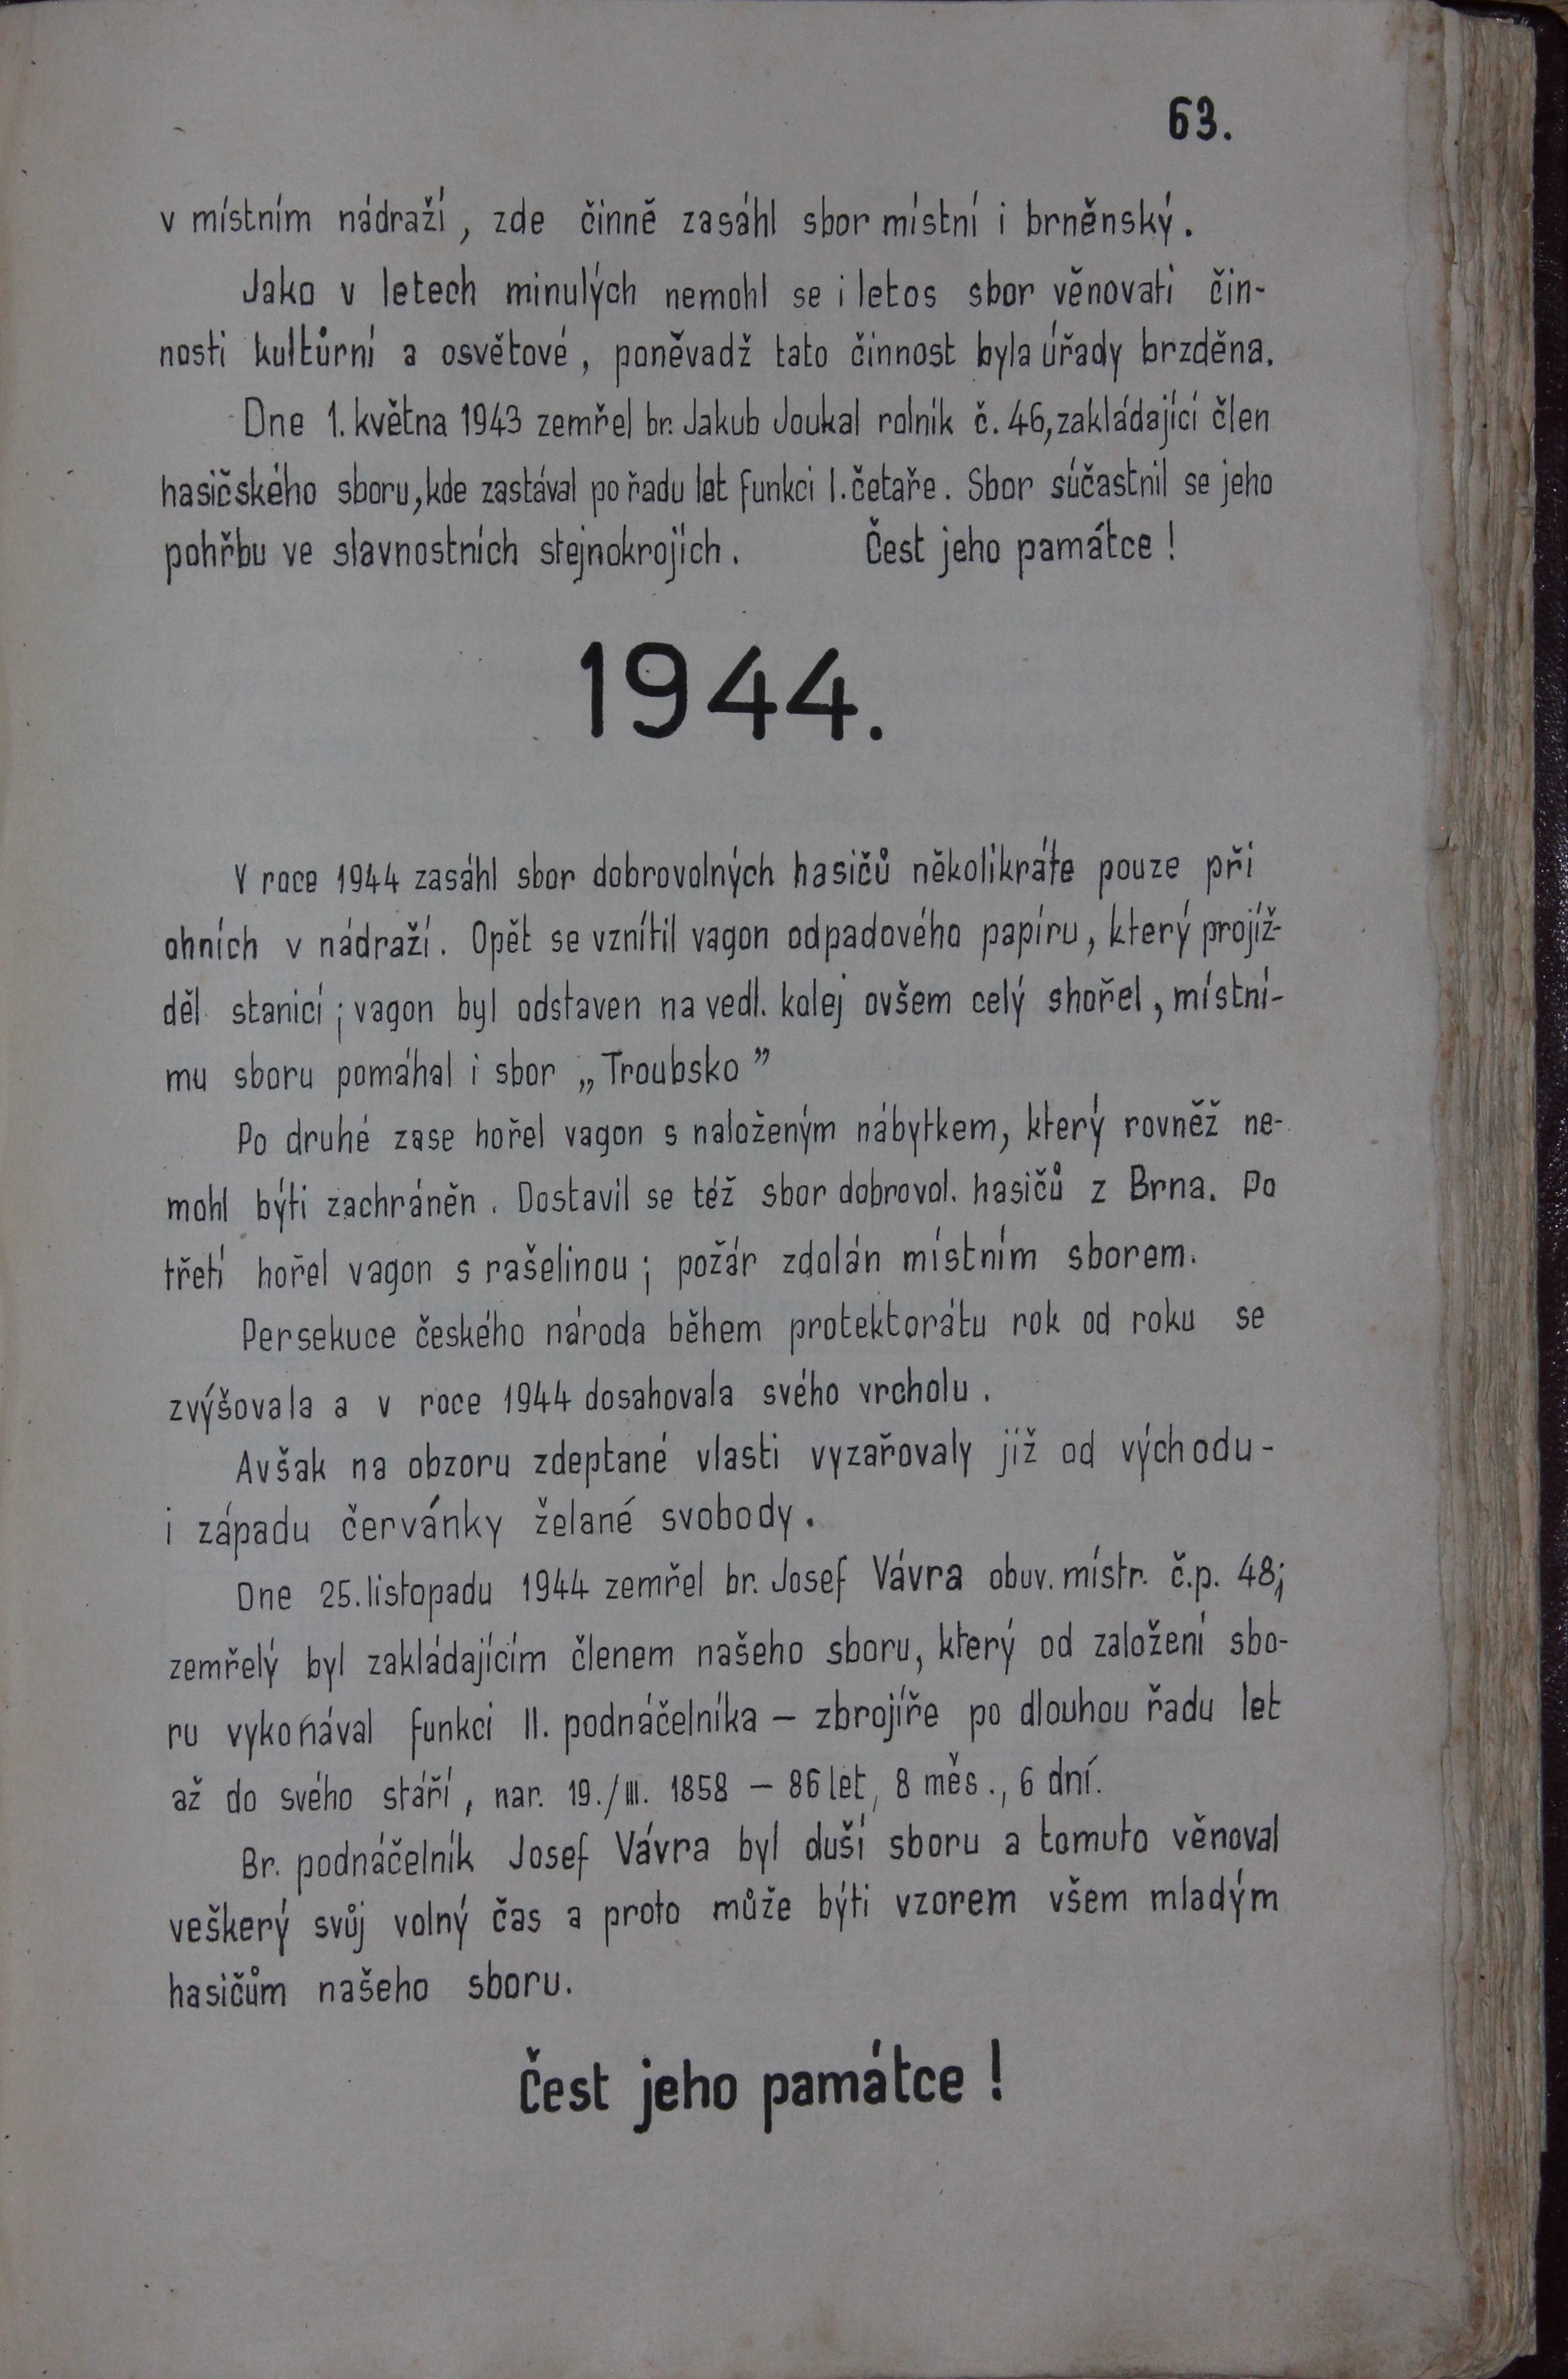 63.
v místním nádraží, zde činně zasáhl sbor místní i brněnský.
Jako v letech minulých nemohl se i letos sbor věnovati čin-
nosti kultůrní a osvětové, poněvadž tato činnost byla úřady brzděna.
Dne 1. května 1943 zemřel br. Jakub Joukal rolník č. 46, zakládající člen
hasičského sboru, kde zastával po řadu let funkci I. četaře. Sbor súčastnil se jeho
pohřbu ve slavnostních stejnokrojích. Čest jeho památce!
1944.
V roce 1944 zasáhl sbor dobrovolných hasičů několikráte pouze při
ohních v nádraží. Opět se vznítil vagon odpadového papíru, který projíž-
děl stanicí; vagon byl odstaven na vedl. kolej ovšem celý shořel, místní-
mu sboru pomáhal i sbor „Troubsko”
Po druhé zase hořel vagon s naloženým nábytkem, který rovněž ne-
mohl býti zachráněn. Dostavil se též sbor dobrovol. hasičů z Brna. Po
třetí hořel vagon s rašelinou; požár zdolán místním sborem.
Persekuce českého národa během protektorátu rok od roku se
zvýšovala a v roce 1944 dosahovala svého vrcholu.
Avšak na obzoru zdeptané vlasti vyzařovaly již od východu-
i západu červánky želané svobody.
Dne 25. listopadu 1944 zemřel br. Josef Vávra obuv. místr. č.p. 48;
zemřelý byl zakládajícím členem našeho sboru, který od založení sbo-
ru vykonával funkci II. podnáčelníka – zbrojíře po dlouhou řadu let
až do svého stáří, nar. 19./III. 1858 – 86 let, 8 měs., 6 dní.
Br. podnáčelník Josef Vávra byl duší sboru a tomuto věnoval
veškerý svůj volný čas a proto může býti vzorem všem mladým
hasičům našeho sboru.
Čest jeho památce!